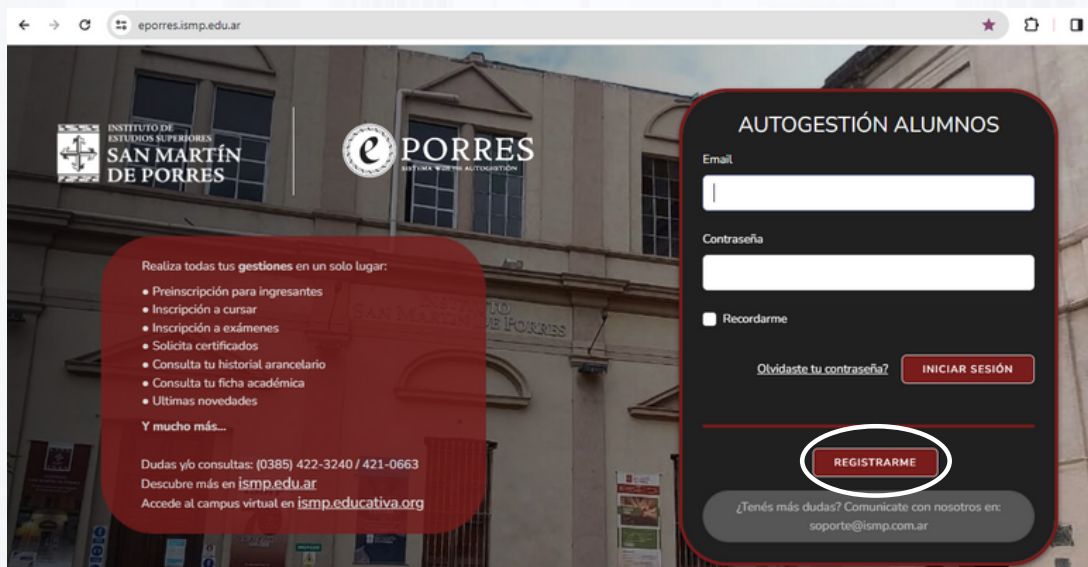 eporres.ismp.edu.ar
INSTITUTO DE
ESTUDIOS SUPERIORES
SAN MARTÍN
DE PORRES
e PORRES
SISTEMA WEB DE AUTOGESTIÓN
Realiza todas tus gestiones en un solo lugar:
• Preinscripción para ingresantes
• Inscripción a cursar
• Inscripción a exámenes
• Solicita certificados
• Consulta tu historial arancelario
• Consulta tu ficha académica
• Ultimas novedades
Y mucho más...
Dudas y/o consultas: (0385) 422-3240 / 421-0663
Descubre más en ismp.edu.ar
Accede al campus virtual en ismp.educativa.org
SAN MARTÍN DE PORRES
AUTOGESTIÓN ALUMNOS
Email
Contraseña
Recordarme
Olvidaste tu contraseña?
INICIAR SESIÓN
REGISTRARME
¿Tenés más dudas? Comunicate con nosotros en:
soporte@ismp.com.ar